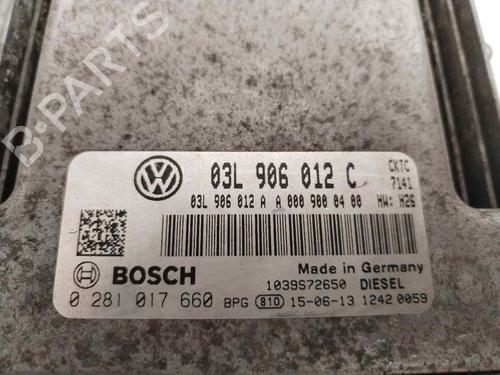 B-PARTS
03L 906 012 C
CKTC
7141
03L 906 012 A A 000 900 04 00 HW: H26
BOSCH
Made in Germany
1039S72650 DIESEL
0 281 017 660 BPG 810 15-06-13 1242 0059